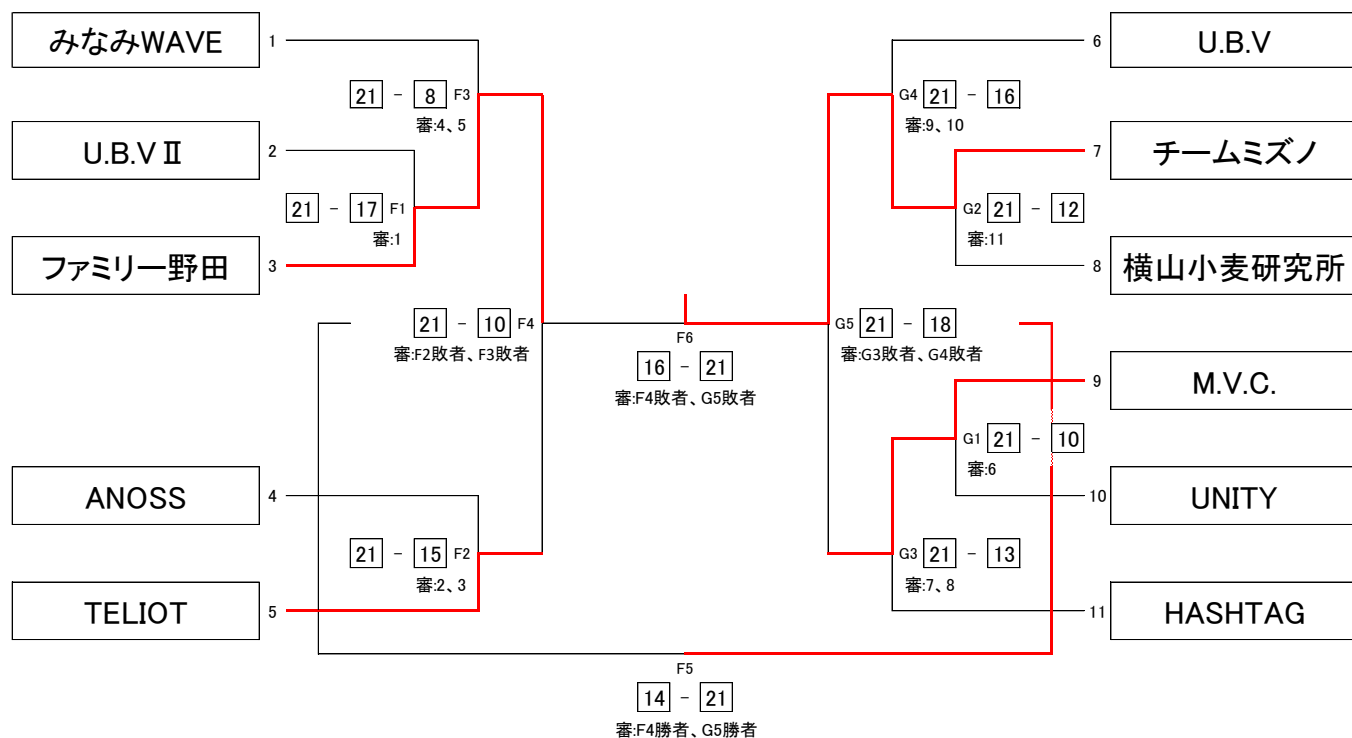 みなみWAVE 1
21 - 8 F3
審:4、5
U.B.V Ⅱ 2
21 - 17 F1
審:1
ファミリー野田 3
21 - 10 F4
審:F2敗者、F3敗者
ANOSS 4
21 - 15 F2
審:2、3
TELIOT 5
F6
16 - 21
審:F4敗者、G5敗者
F5
14 - 21
審:F4勝者、G5勝者
6 U.B.V
G4 21 - 16
審:9、10
7 チームミズノ
G2 21 - 12
審:11
8 横山小麦研究所
G5 21 - 18
審:G3敗者、G4敗者
9 M.V.C.
G1 21 - 10
審:6
10 UNITY
G3 21 - 13
審:7、8
11 HASHTAG